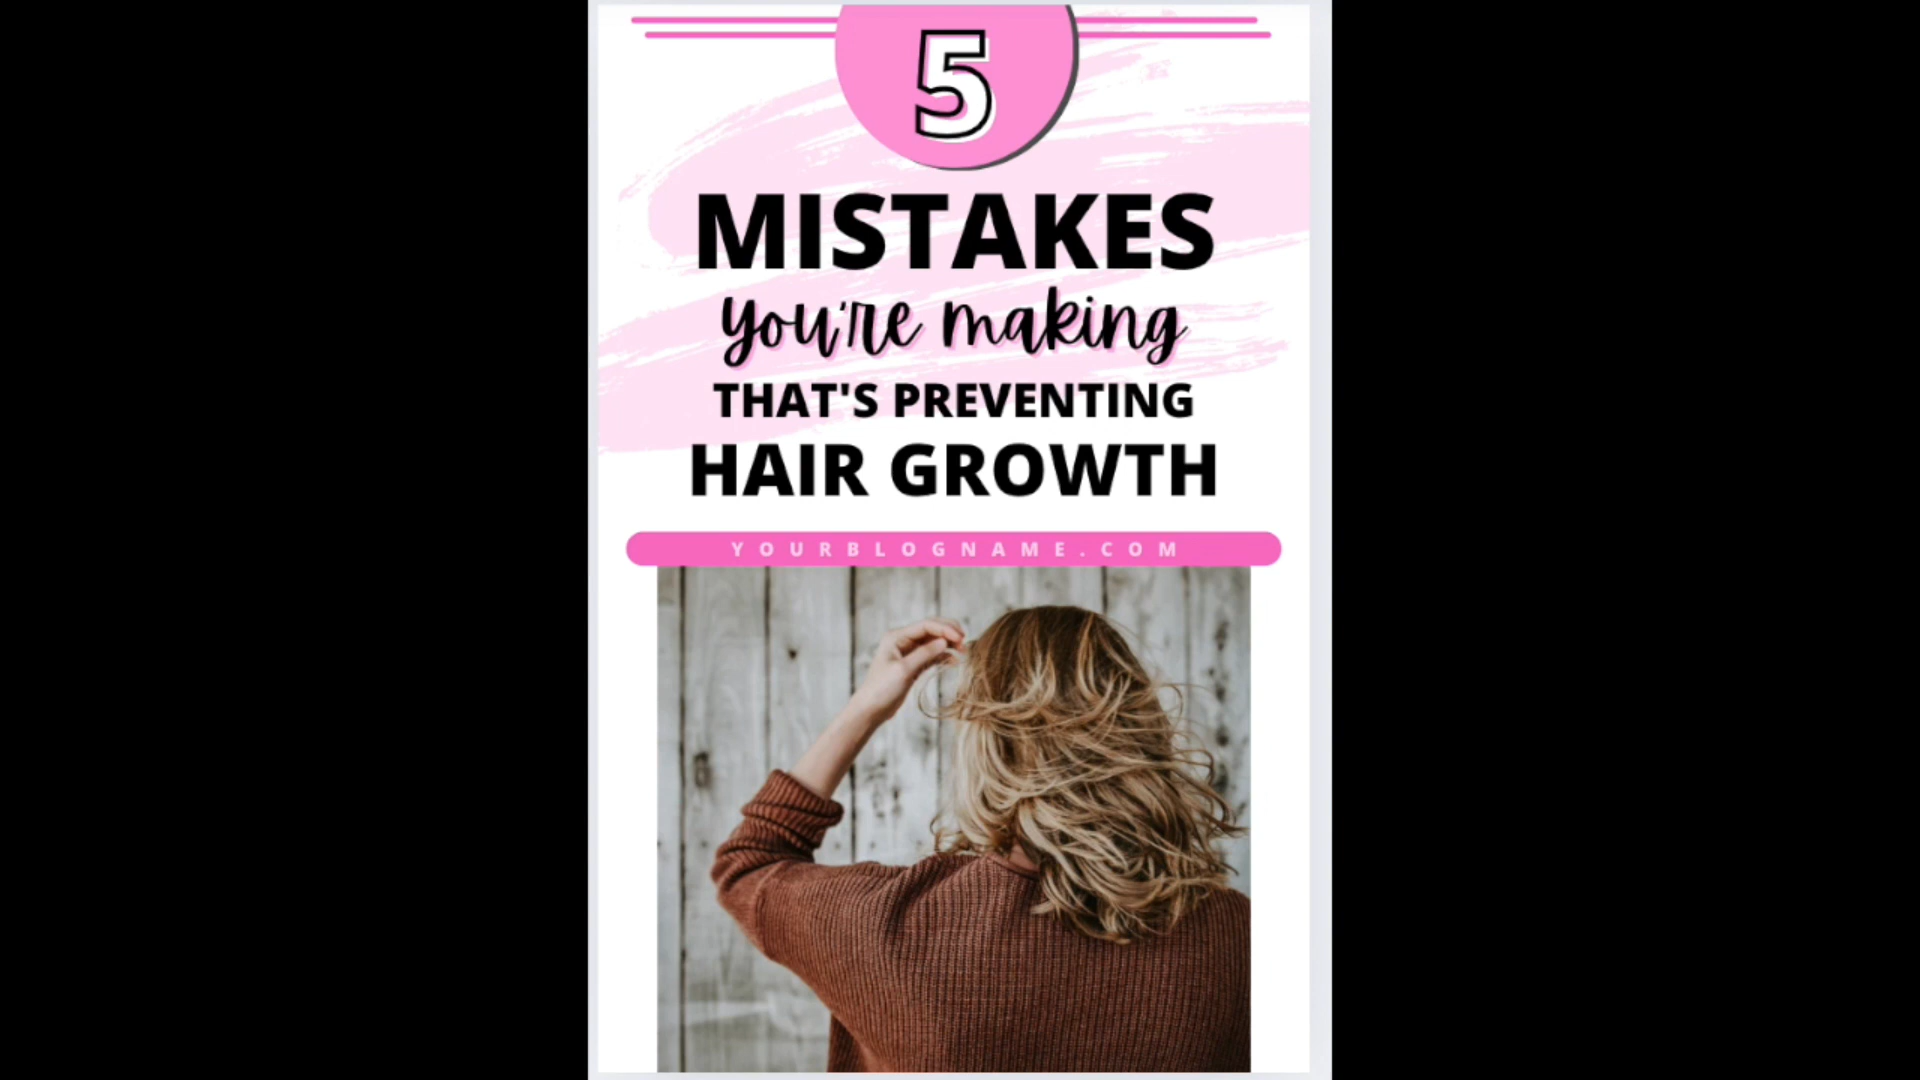 5
MISTAKES
you're making
THAT'S PREVENTING
HAIR GROWTH
YOURBLOGNAME.COM